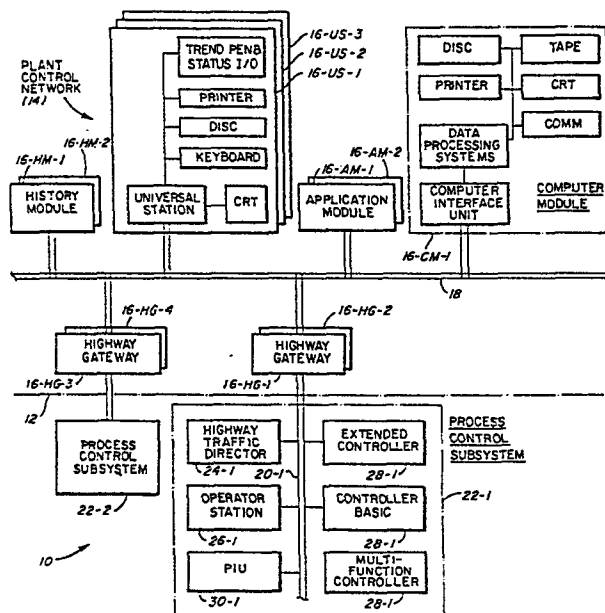 PLANT
CONTROL
NETWORK
(14)
16-HM-2
16-HM-1
HISTORY
MODULE
16-US-3
16-US-2
16-US-1
TREND PEN8
STATUS I/O
PRINTER
DISC
KEYBOARD
UNIVERSAL
STATION
CRT
16-AM-2
16-AM-1
APPLICATION
MODULE
DISC
TAPE
PRINTER
CRT
COMM
DATA
PROCESSING
SYSTEMS
COMPUTER
INTERFACE
UNIT
COMPUTER
MODULE
16-CM-1
18
16-HG-4
HIGHWAY
GATEWAY
16-HG-3
16-HG-2
HIGHWAY
GATEWAY
16-HG-1
12
PROCESS
CONTROL
SUBSYSTEM
22-2
10
HIGHWAY
TRAFFIC
DIRECTOR
24-1
20-1
EXTENDED
CONTROLLER
28-1
OPERATOR
STATION
26-1
CONTROLLER
BASIC
28-1
PIU
30-1
MULTI-
FUNCTION
CONTROLLER
28-1
PROCESS
CONTROL
SUBSYSTEM
22-1